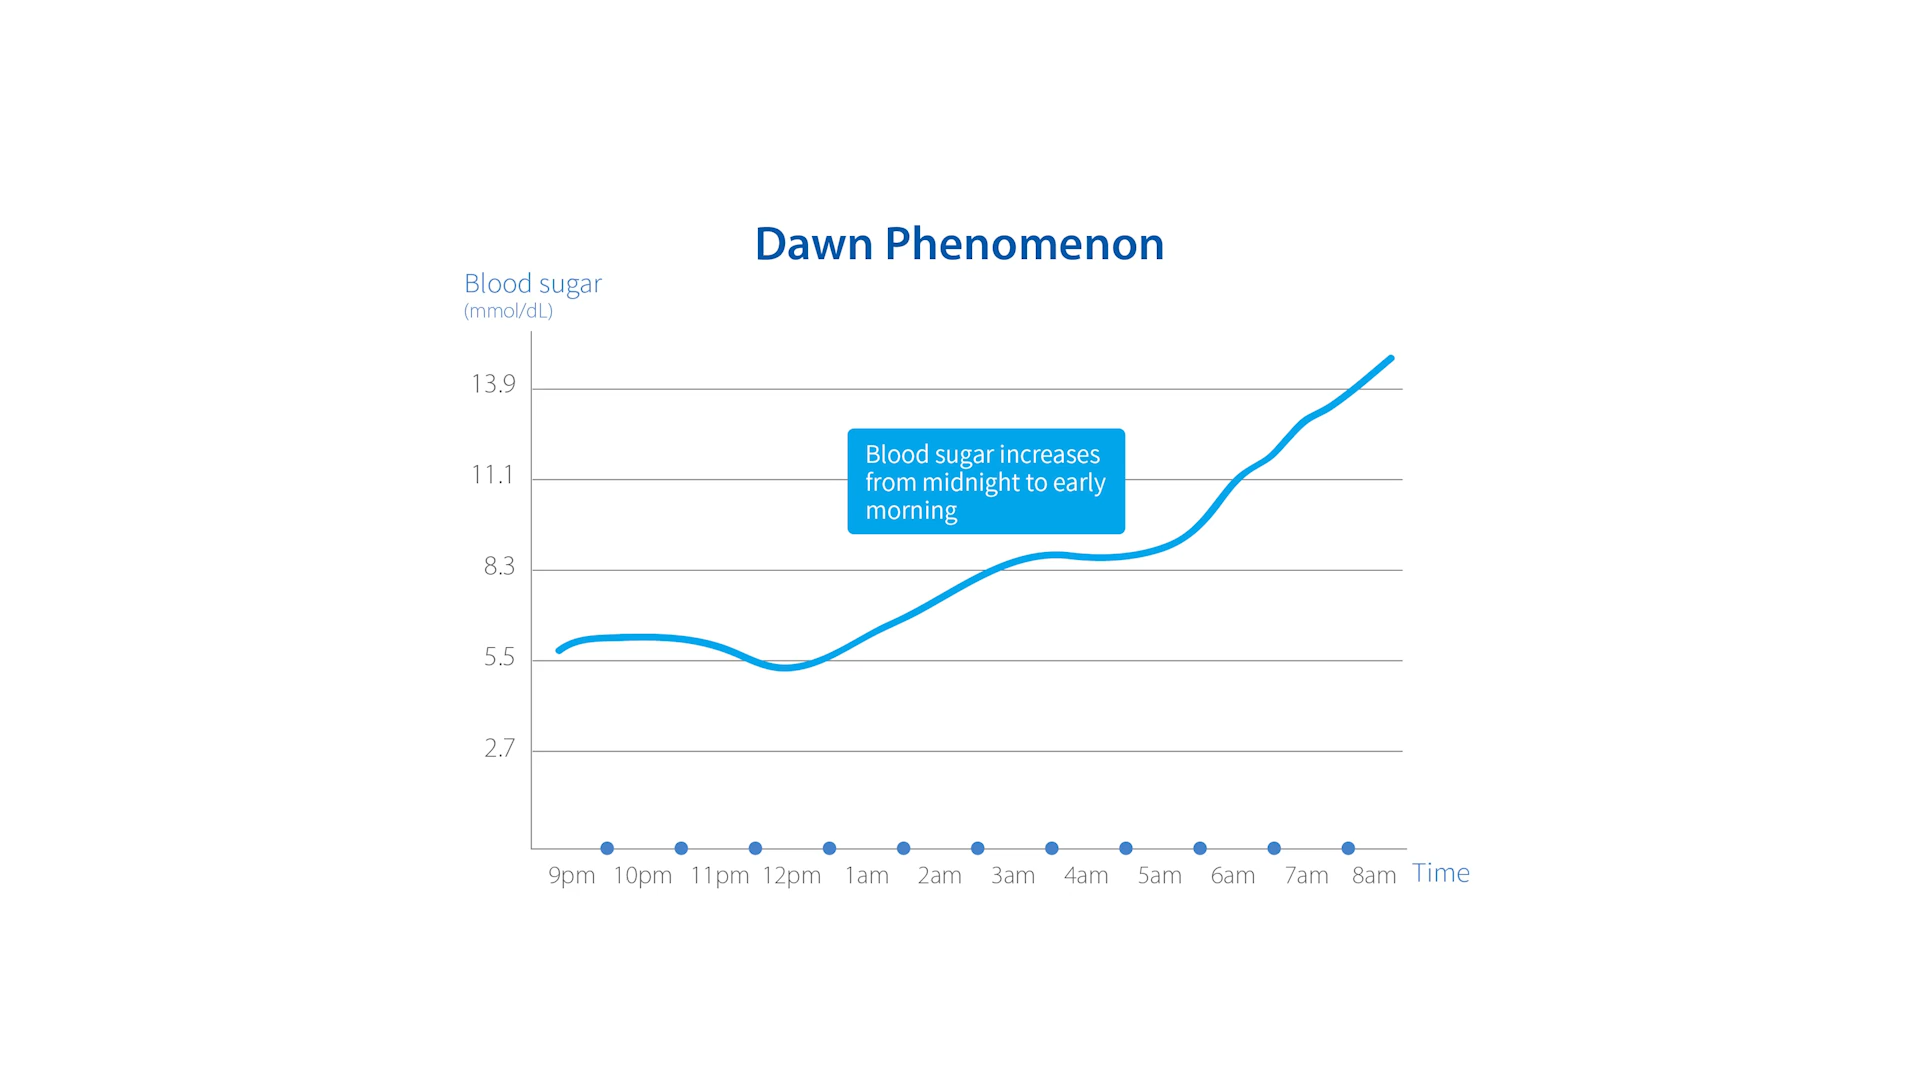 Dawn Phenomenon
Blood sugar
(mmol/dL)
13.9
11.1
8.3
5.5
2.7
Blood sugar increases
from midnight to early
morning
9pm 10pm 11pm 12pm 1am 2am 3am 4am 5am 6am 7am 8am Time